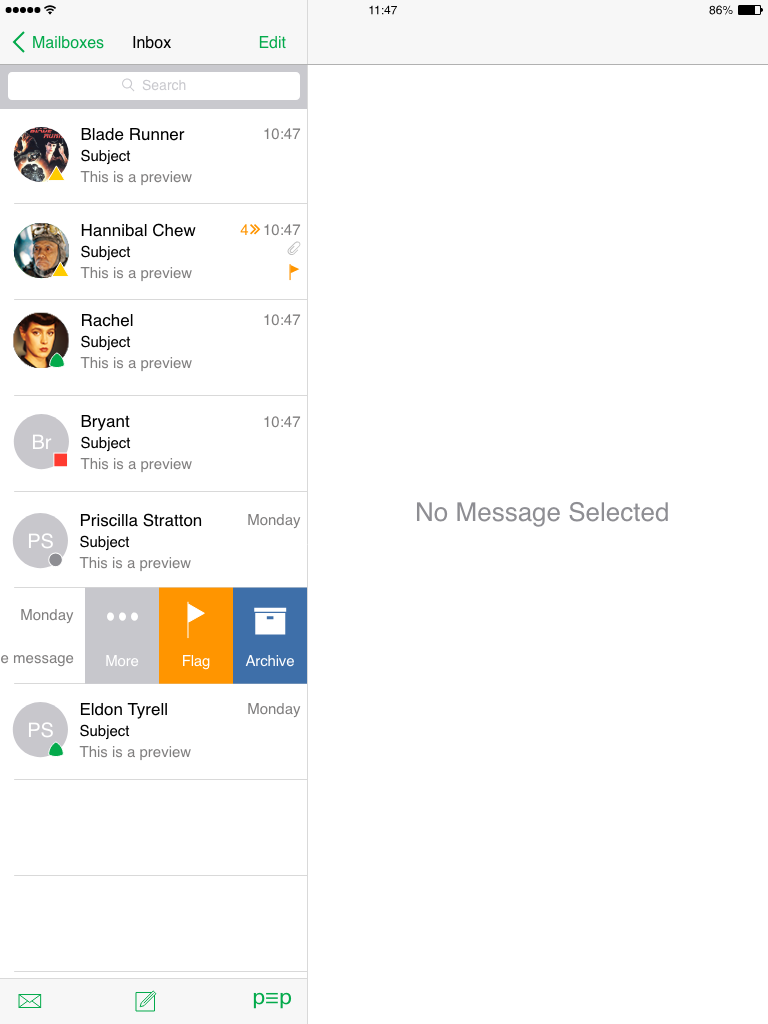 11:47
86%
Mailboxes
Inbox
Edit
Search
Blade Runner 10:47
Subject
This is a preview
Hannibal Chew 4 10:47
Subject
This is a preview
Rachel 10:47
Subject
This is a preview
Br
Bryant 10:47
Subject
This is a preview
PS
Priscilla Stratton Monday
Subject
This is a preview
Monday
e message
More
Flag
Archive
PS
Eldon Tyrell Monday
Subject
This is a preview
p≡p
No Message Selected